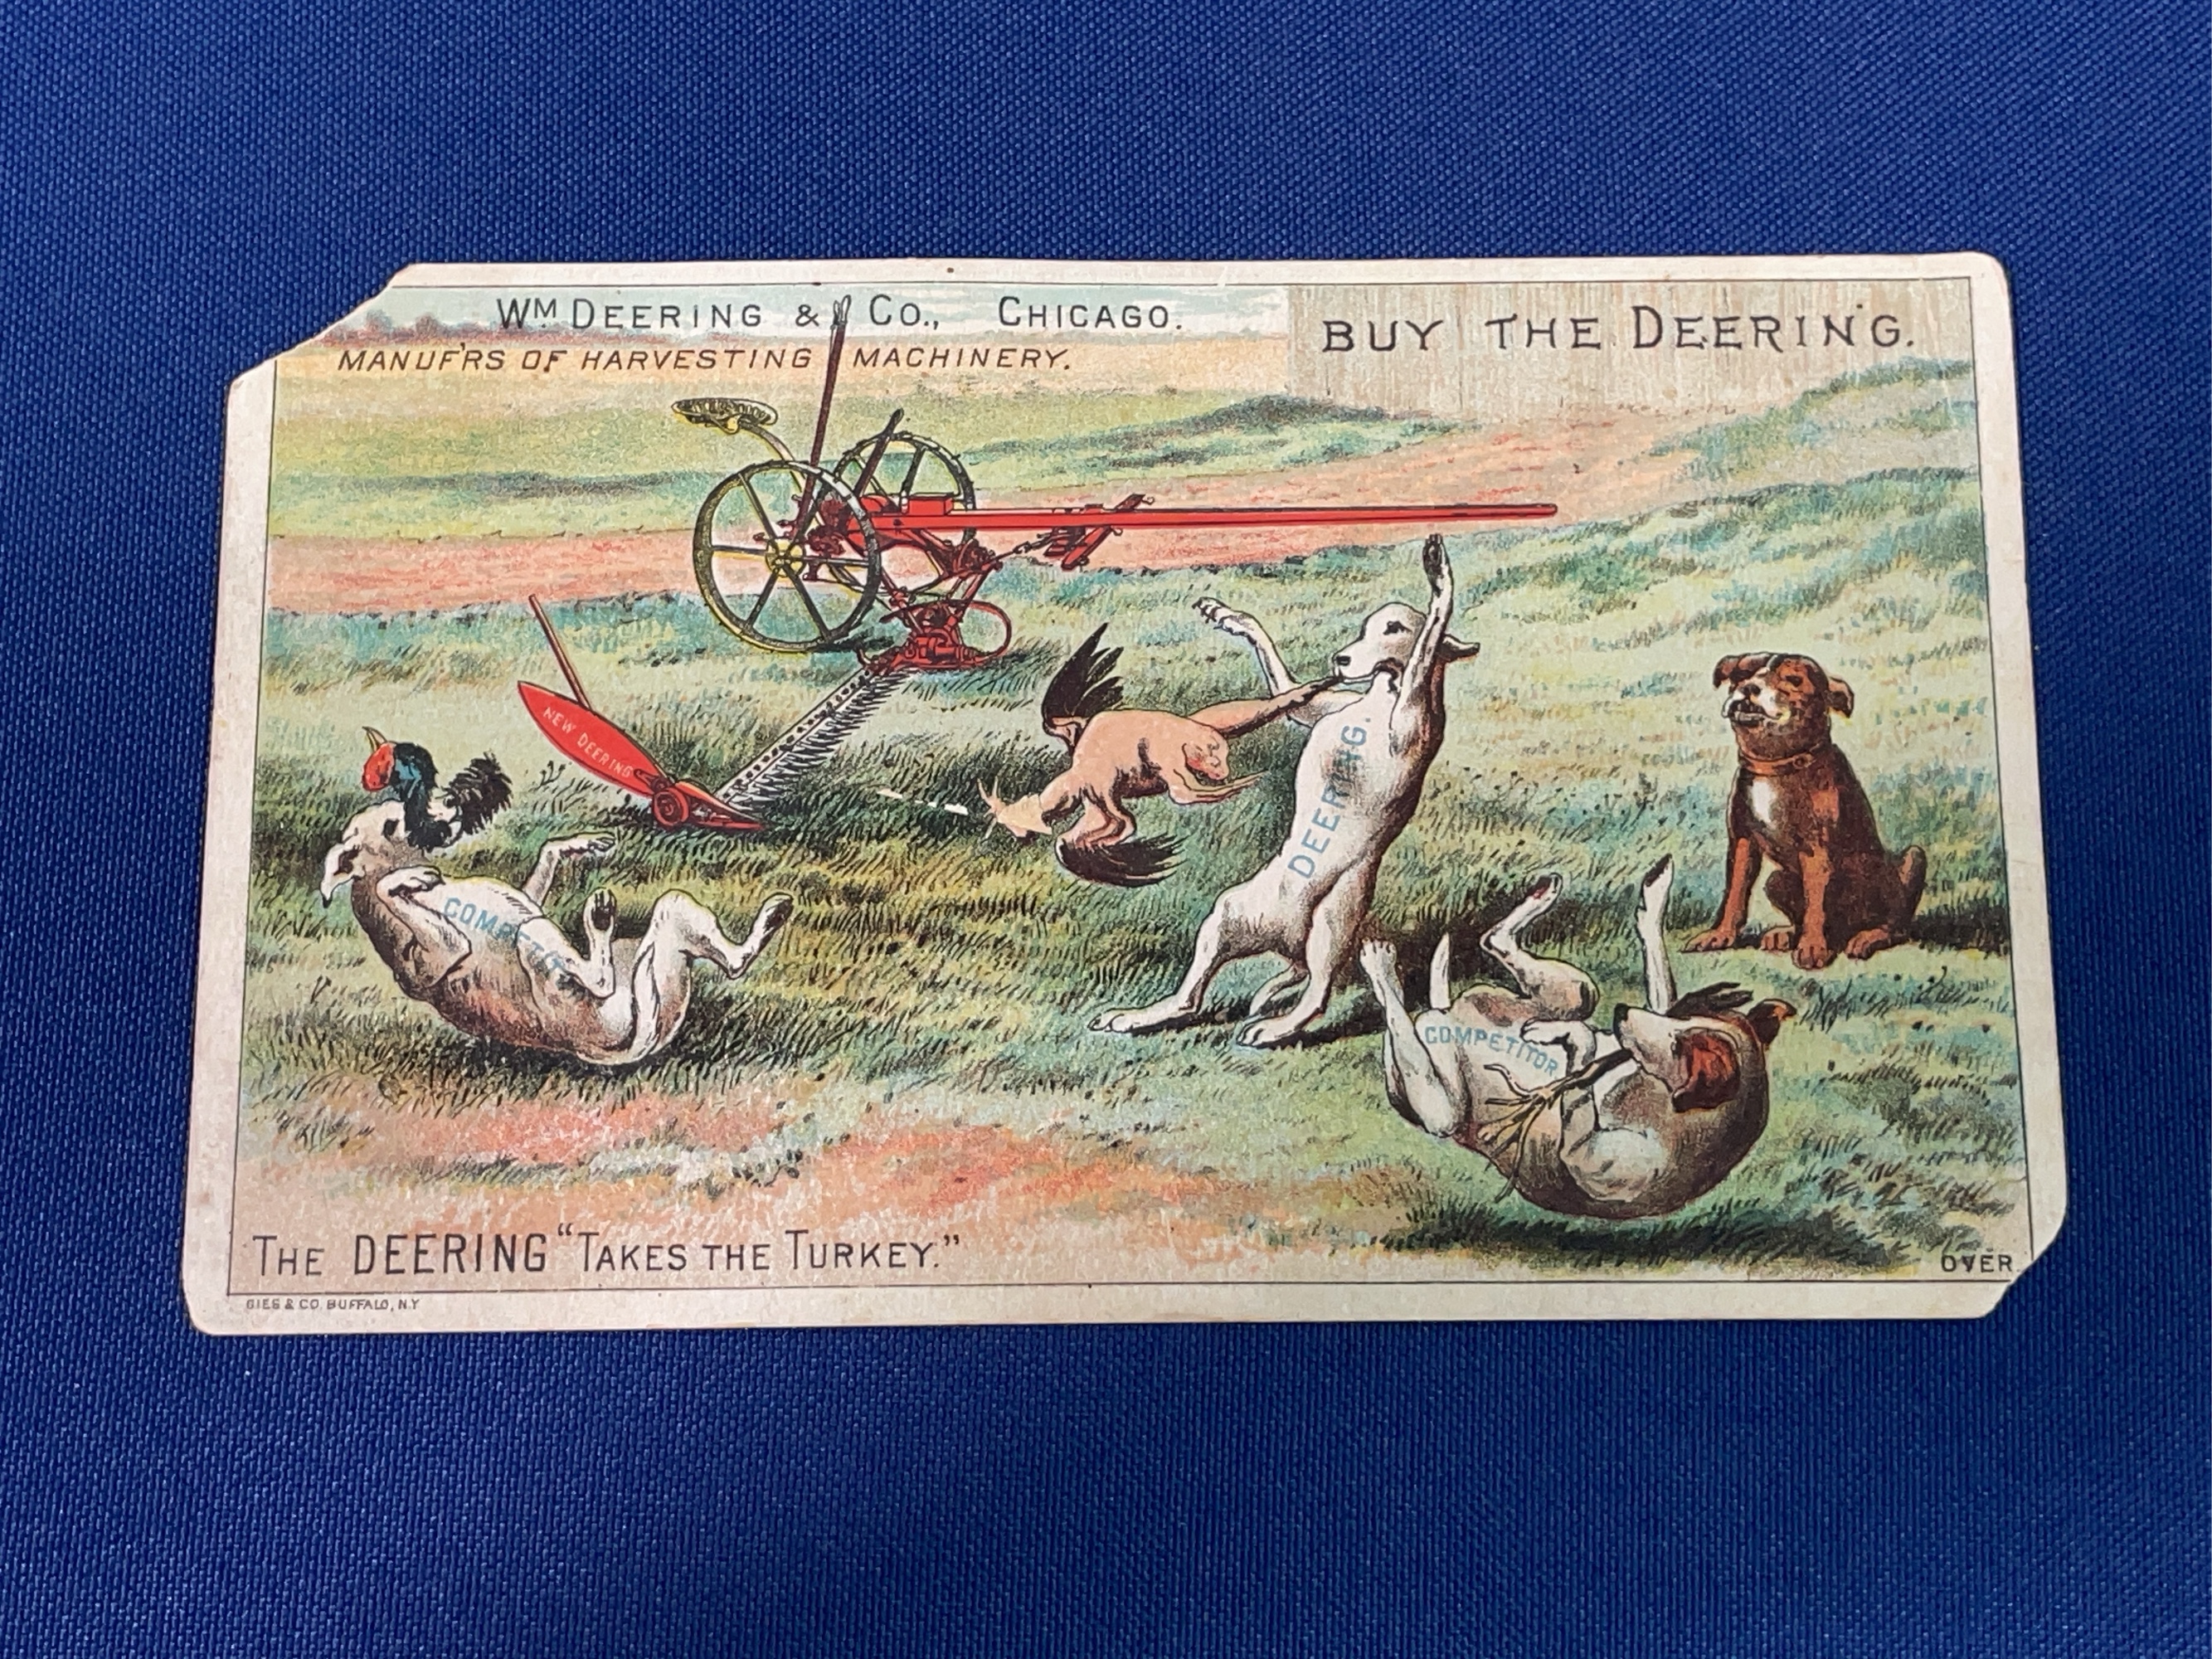 WM DEERING & CO., CHICAGO.
MANUF'RS OF HARVESTING MACHINERY.
BUY THE DEERING.
NEW DEERING
DEERING.
COMPETIT
COMPETITOR
THE DEERING "TAKES THE TURKEY."
OVER
GIES & CO. BUFFALO, N.Y